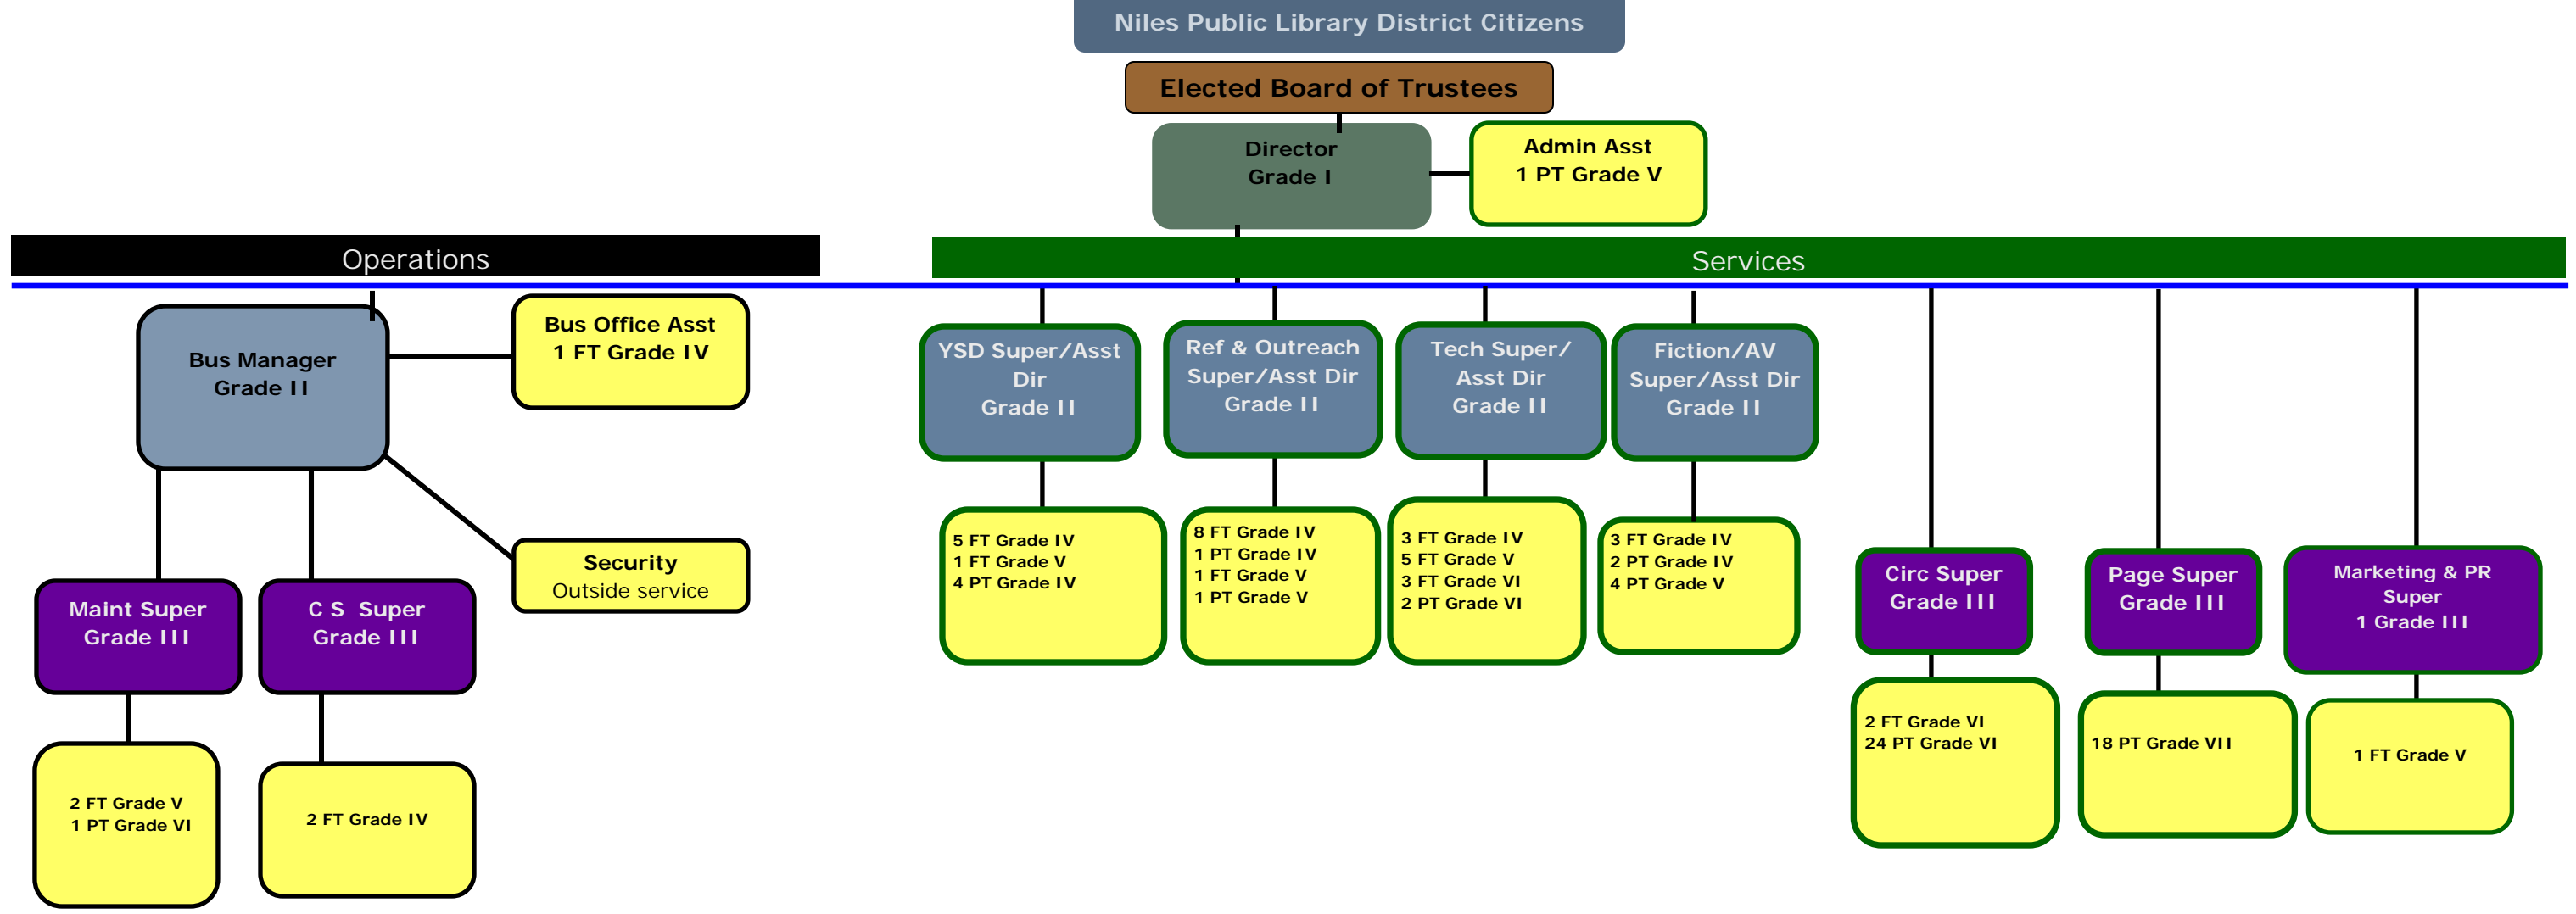 Niles Public Library District Citizens
Elected Board of Trustees
Director
Grade I
Admin Asst
1 PT Grade V
Operations
Services
Bus Manager
Grade II
Bus Office Asst
1 FT Grade IV
Security
Outside service
Maint Super
Grade III
C S  Super
Grade III
2 FT Grade V
1 PT Grade VI
2 FT Grade IV
YSD Super/Asst
Dir
Grade II
Ref & Outreach
Super/Asst Dir
Grade II
Tech Super/
Asst Dir
Grade II
Fiction/AV
Super/Asst Dir
Grade II
5 FT Grade IV
1 FT Grade V
4 PT Grade IV
8 FT Grade IV
1 PT Grade IV
1 FT Grade V
1 PT Grade V
3 FT Grade IV
5 FT Grade V
3 FT Grade VI
2 PT Grade VI
3 FT Grade IV
2 PT Grade IV
4 PT Grade V
Circ Super
Grade III
Page Super
Grade III
Marketing & PR
Super
1 Grade III
2 FT Grade VI
24 PT Grade VI
18 PT Grade VII
1 FT Grade V